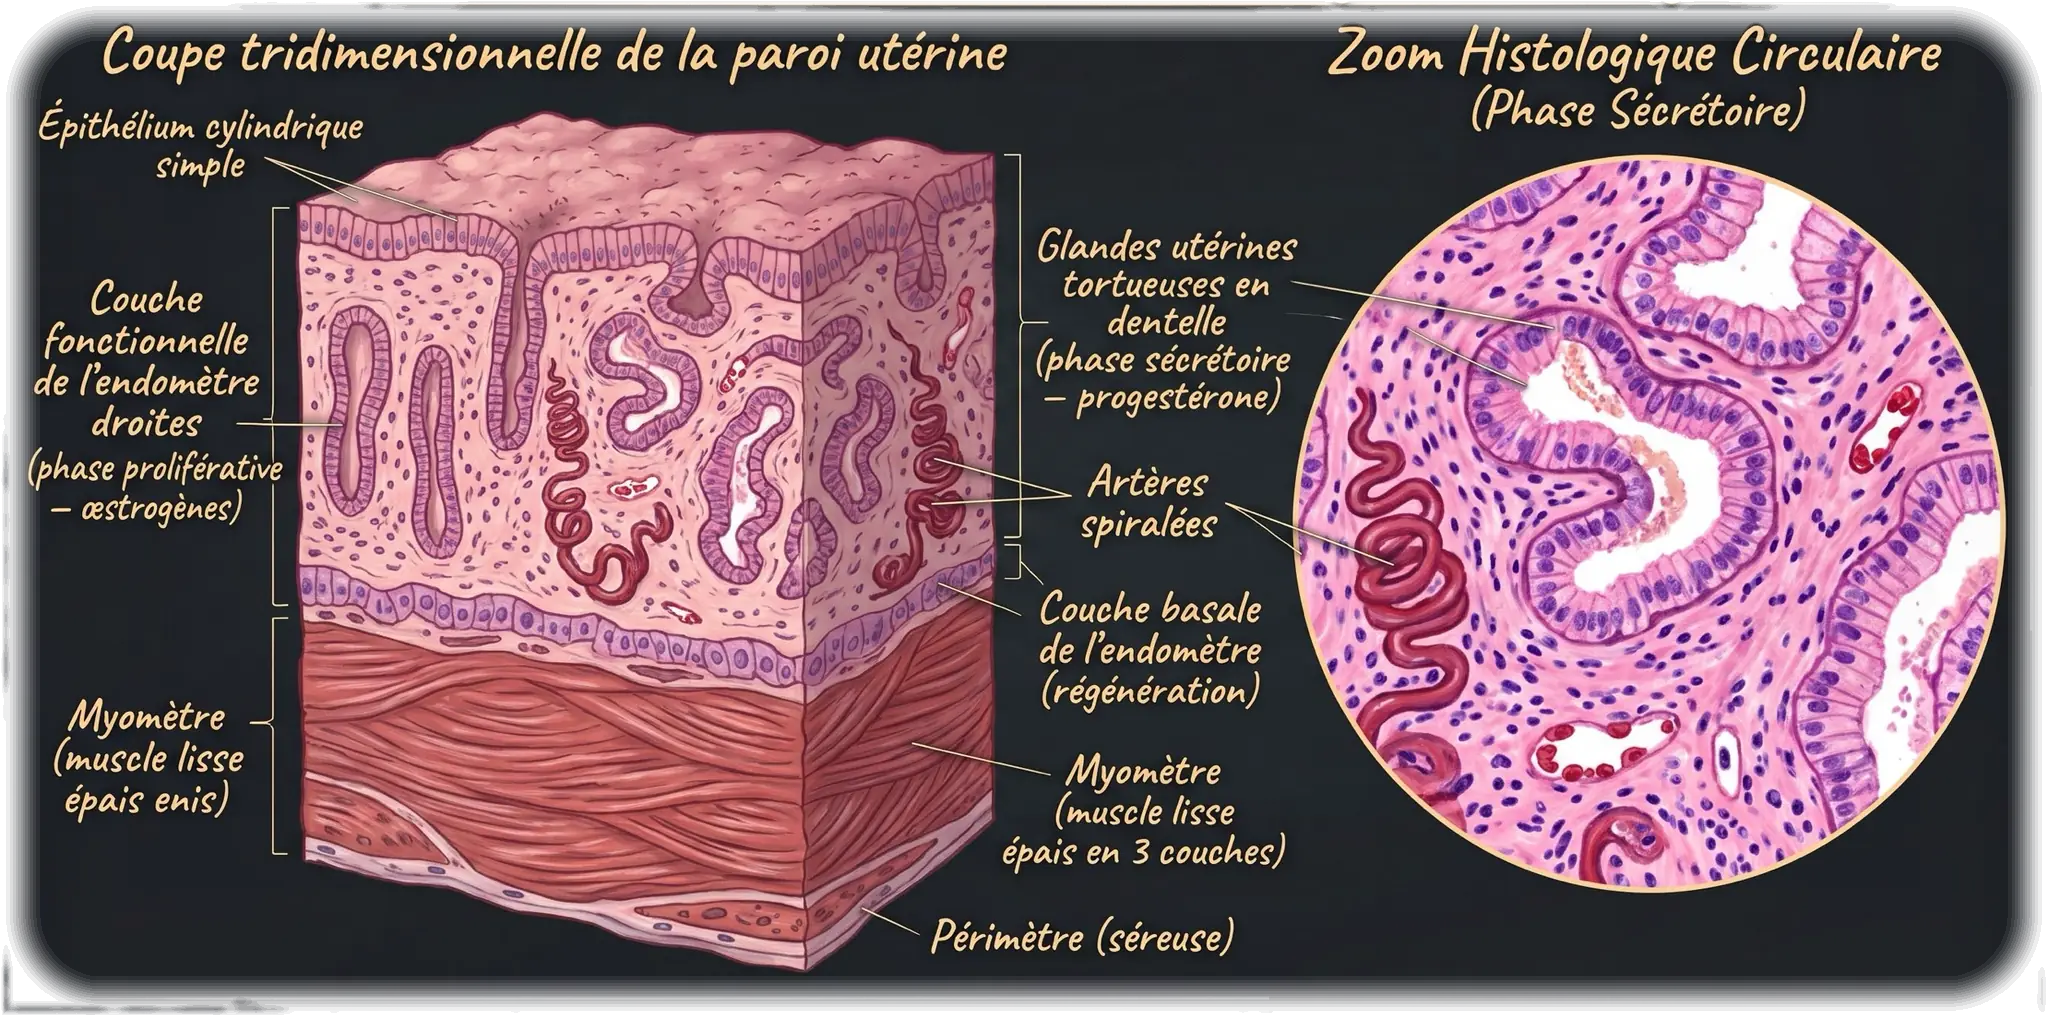 Coupe tridimensionnelle de la paroi utérine
Épithélium cylindrique
simple
Couche
fonctionnelle
de l'endomètre
droites
(phase proliférative
– œstrogènes)
Myomètre
(muscle lisse
épais enis)
Glandes utérines
tortueuses en
dentelle
(phase sécrétoire
– progestérone)
Artères
spiralées
Couche basale
de l'endomètre
(régénération)
Myomètre
(muscle lisse
épais en 3 couches)
Périmètre (séreuse)
Zoom Histologique Circulaire
(Phase Sécrétoire)